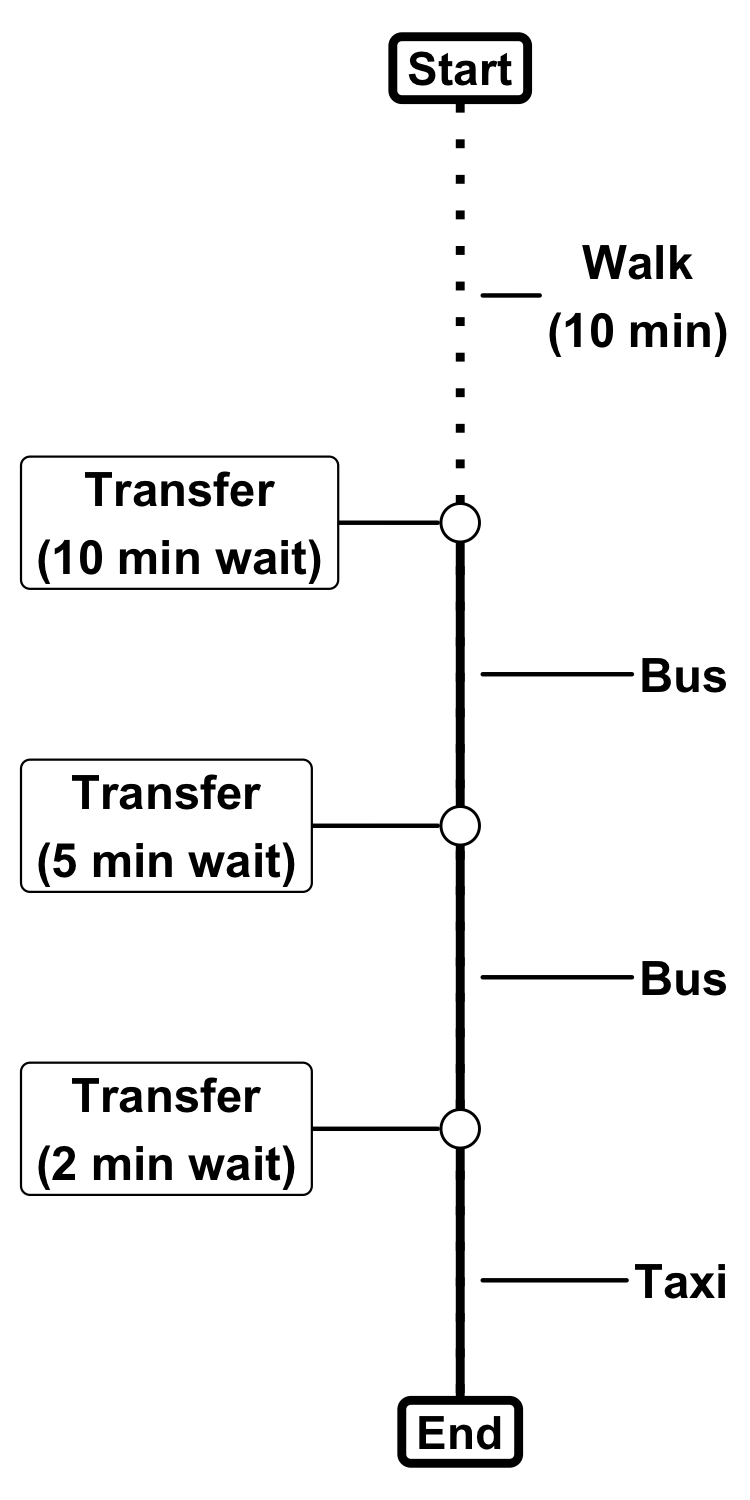 Start
Walk
(10 min)
Transfer
(10 min wait)
Bus
Transfer
(5 min wait)
Bus
Transfer
(2 min wait)
Taxi
End